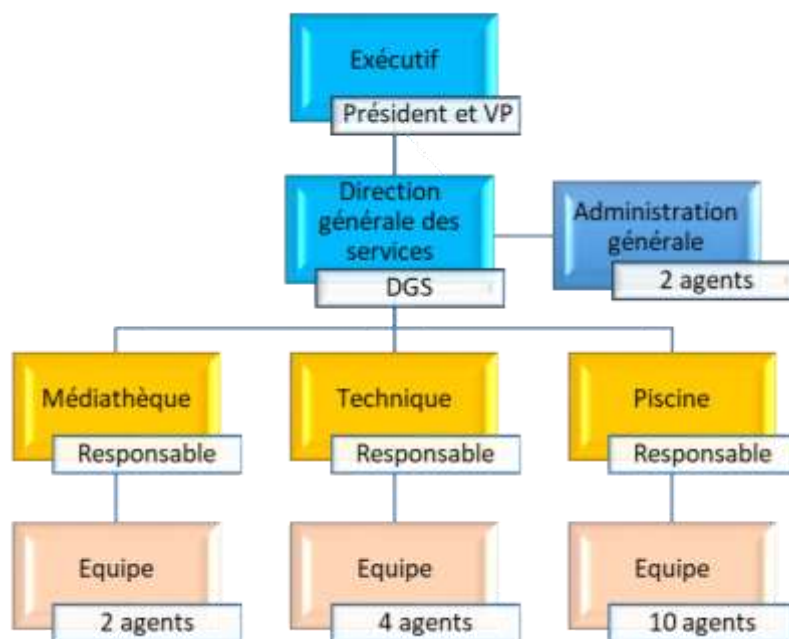 Exécutif
Président et VP
Direction
générale des
services
DGS
Administration
générale
2 agents
Médiathèque
Responsable
Technique
Responsable
Piscine
Responsable
Equipe
2 agents
Equipe
4 agents
Equipe
10 agents